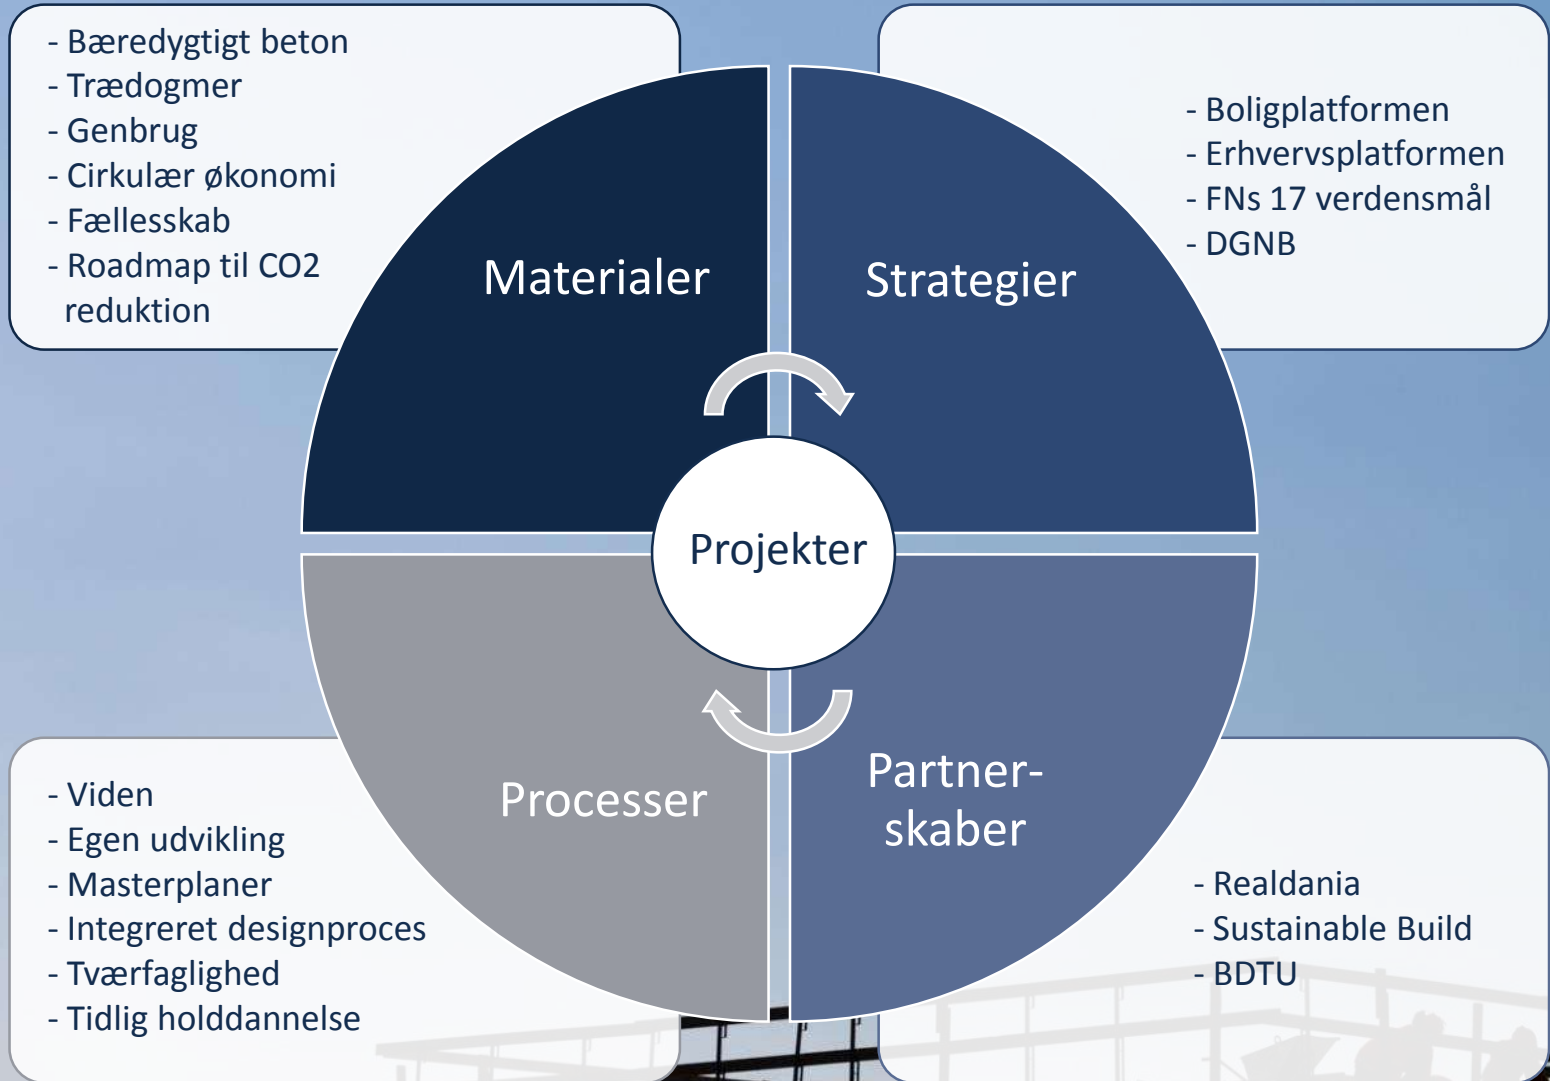 - Bæredygtigt beton
- Trædogmer
- Genbrug
- Cirkulær økonomi
- Fællesskab
- Roadmap til CO2
reduktion
- Boligplatformen
- Erhvervsplatformen
- FNs 17 verdensmål
- DGNB
Materialer
Strategier
Projekter
Processer
Partner-
skaber
- Viden
- Egen udvikling
- Masterplaner
- Integreret designproces
- Tværfaglighed
- Tidlig holddannelse
- Realdania
- Sustainable Build
- BDTU